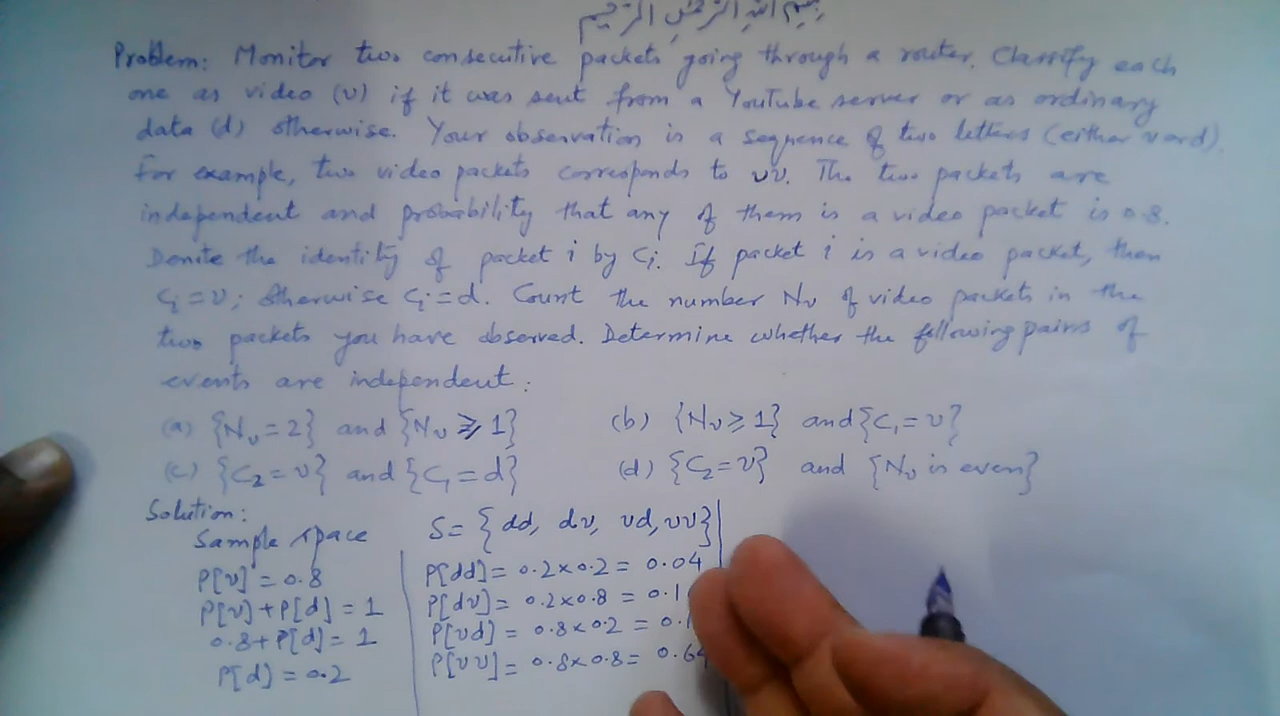 بسم الله الرحمن الرحيم
Problem: Monitor two consecutive packets going through a router. Classify each
one as video (v) if it was sent from a YouTube server or as ordinary
data (d) otherwise. Your observation is a sequence of two letters (either v or d).
For example, two video packets corresponds to vv. The two packets are
independent and probability that any of them is a video packet is 0.8.
Denote the identity of packet i by Ci. If packet i is a video packet, then
Ci = v; otherwise Ci = d. Count the number Nv of video packets in the
two packets you have observed. Determine whether the following pairs of
events are independent:
(a) {Nv = 2} and {Nv ≥ 1} (b) {Nv ≥ 1} and {C1 = v}
(c) {C2 = v} and {C1 = d} (d) {C2 = v} and {Nv is even}
Solution:
Sample space S = {dd, dv, vd, vv}
P[v] = 0.8
P[v] + P[d] = 1
0.8 + P[d] = 1
P[d] = 0.2
P[dd] = 0.2 × 0.2 = 0.04
P[dv] = 0.2 × 0.8 = 0.1
P[vd] = 0.8 × 0.2 = 0.
P[vv] = 0.8 × 0.8 = 0.64